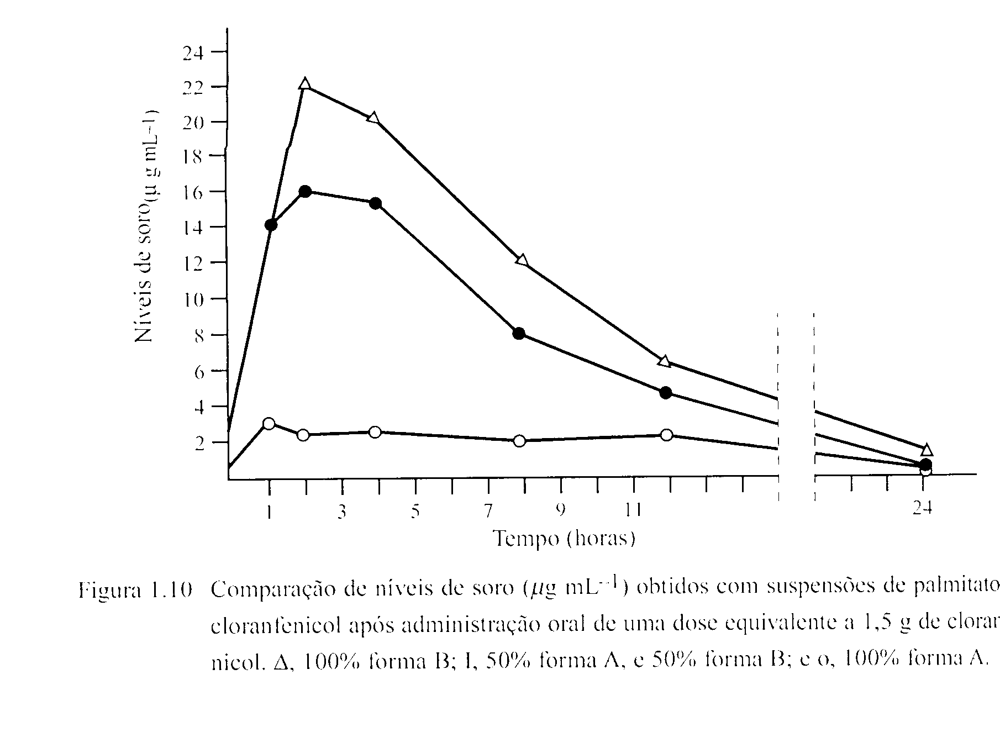 24
22
20
18
16
14
12
10
8
6
4
2
Níveis de soro(µ g mL−1)
1 3 5 7 9 11 24
Tempo (horas)
Figura 1.10 Comparação de níveis de soro (µg mL−1) obtidos com suspensões de palmitato
cloranfenicol após administração oral de uma dose equivalente a 1,5 g de clorar
nicol. Δ, 100% forma B; I, 50% forma A, e 50% forma B; e o, 100% forma A.